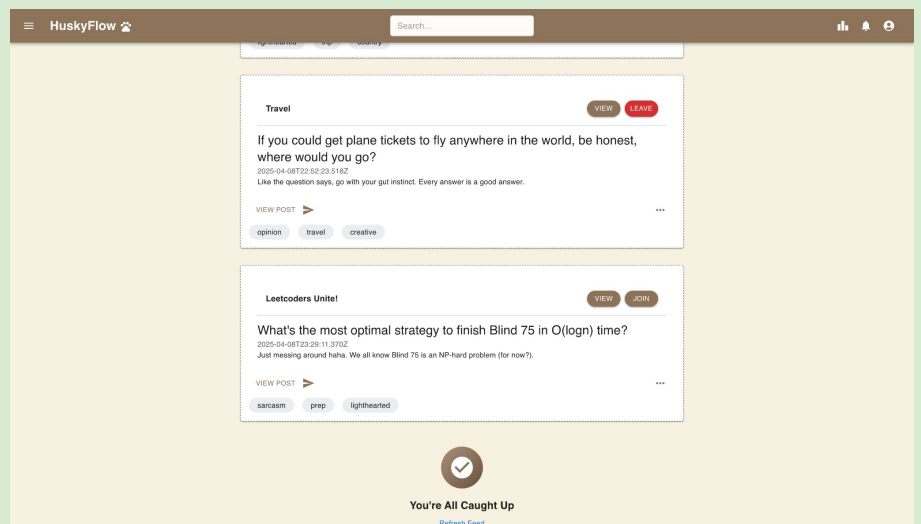 HuskyFlow
Search...
lighthearted trip country
Travel
VIEW LEAVE
If you could get plane tickets to fly anywhere in the world, be honest,
where would you go?
2025-04-08T22:52:23.518Z
Like the question says, go with your gut instinct. Every answer is a good answer.
VIEW POST
opinion travel creative
Leetcoders Unite!
VIEW JOIN
What's the most optimal strategy to finish Blind 75 in O(logn) time?
2025-04-08T23:29:11.370Z
Just messing around haha. We all know Blind 75 is an NP-hard problem (for now?).
VIEW POST
sarcasm prep lighthearted
You're All Caught Up
Refresh Feed